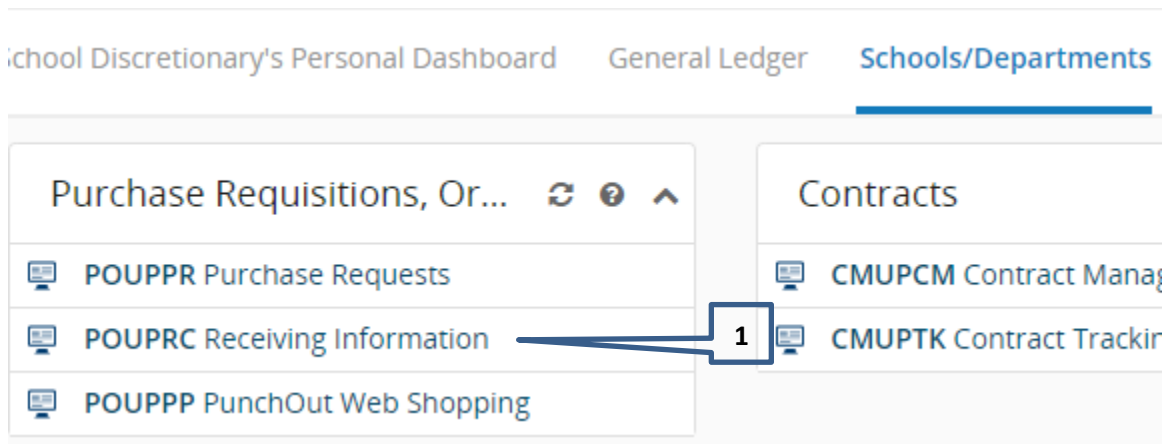 School Discretionary's Personal Dashboard General Ledger Schools/Departments
Purchase Requisitions, Or...
POUPPR Purchase Requests
POUPRC Receiving Information
POUPPP PunchOut Web Shopping
1
Contracts
CMUPCM Contract Manag
CMUPTK Contract Trackin